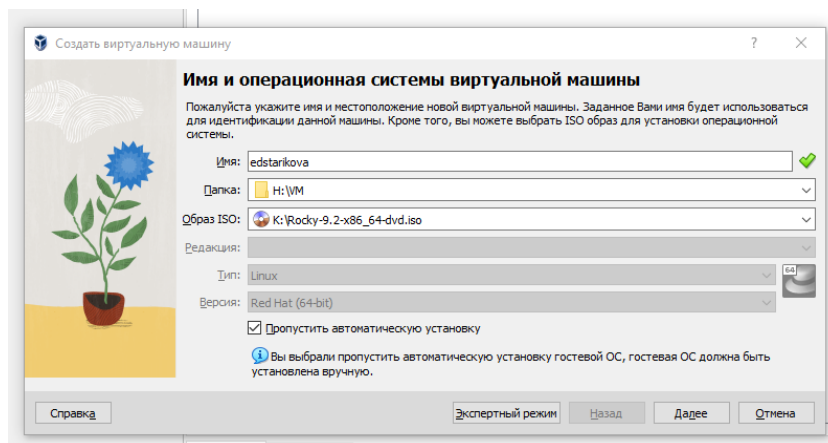 Создать виртуальную машину
?
Имя и операционная системы виртуальной машины
Пожалуйста укажите имя и местоположение новой виртуальной машины. Заданное Вами имя будет использоваться
для идентификации данной машины. Кроме того, вы можете выбрать ISO образ для установки операционной
системы.
Имя: edstarikova
Папка: H:\VM
Образ ISO: K:\Rocky-9.2-x86_64-dvd.iso
Редакция:
Тип: Linux
64
Версия: Red Hat (64-bit)
Пропустить автоматическую установку
Вы выбрали пропустить автоматическую установку гостевой ОС, гостевая ОС должна быть
установлена вручную.
Справка Экспертный режим Назад Далее Отмена